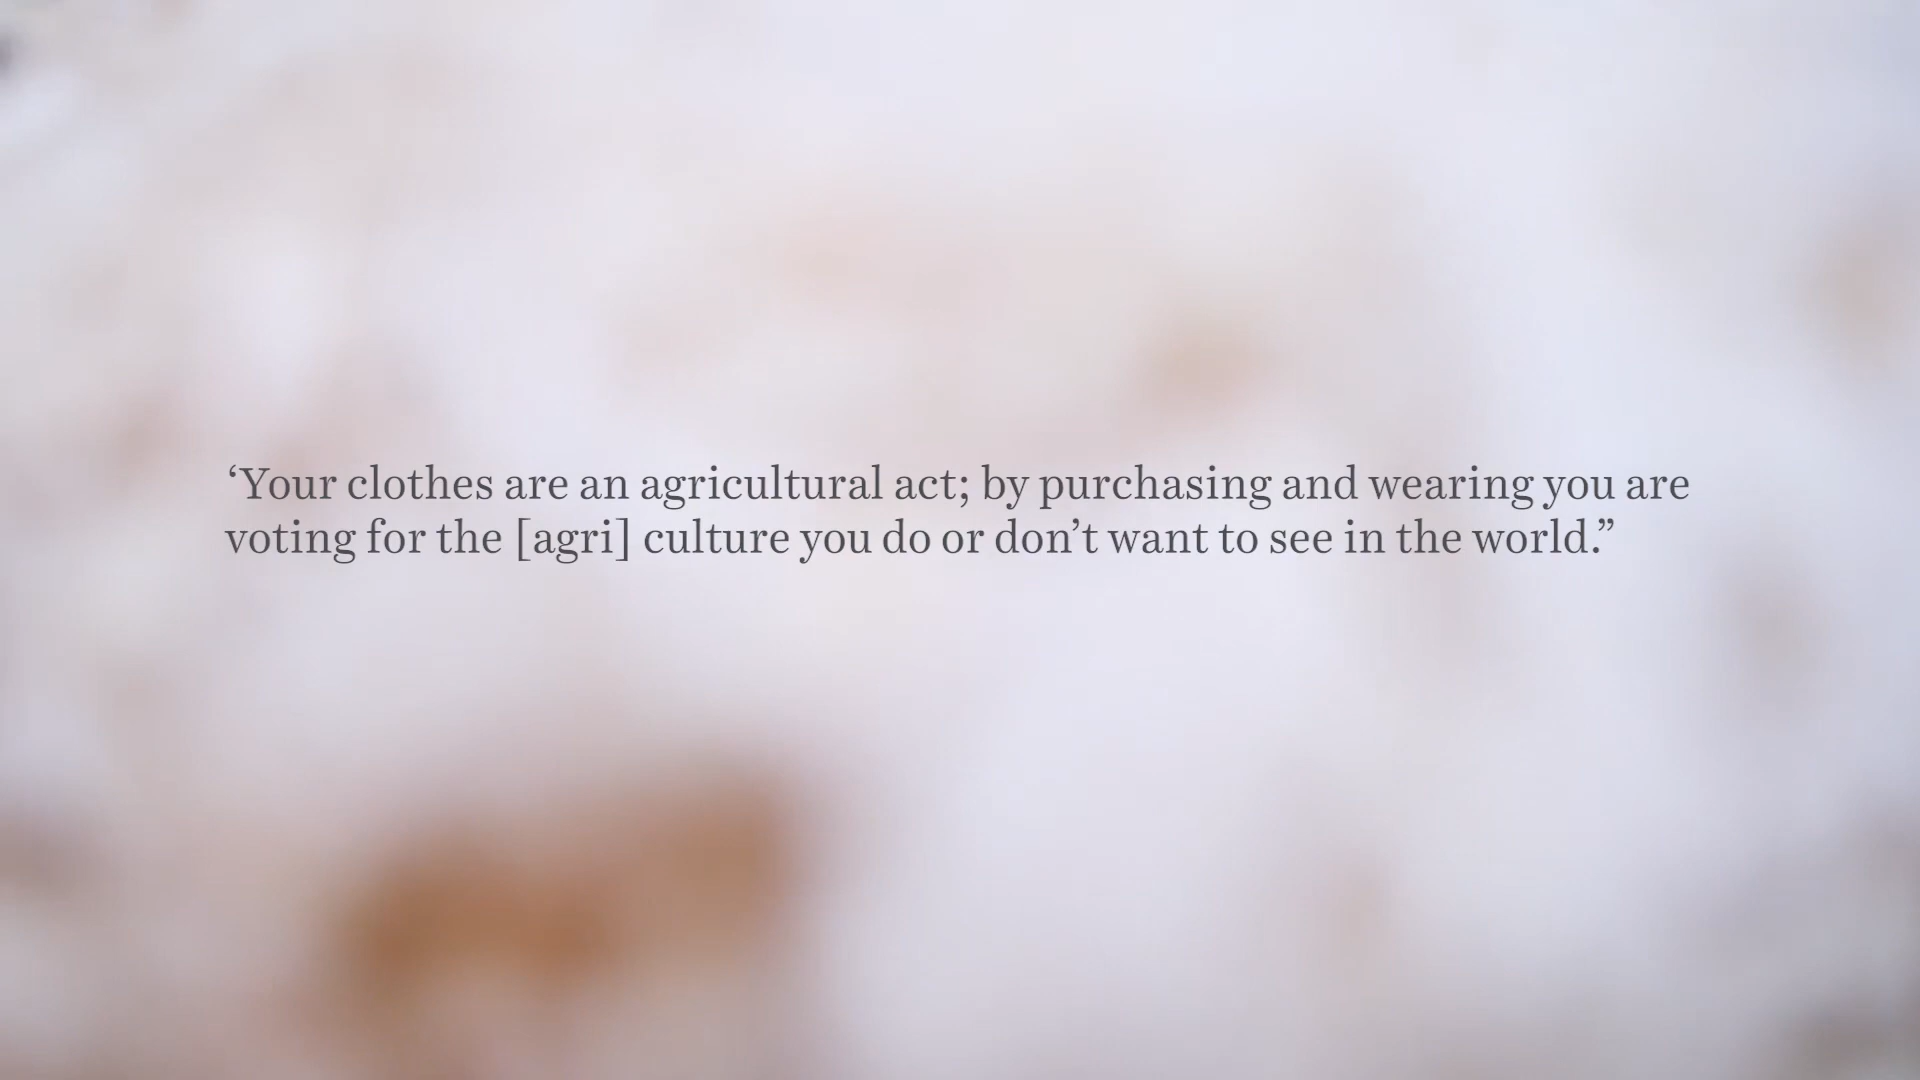 ‘Your clothes are an agricultural act; by purchasing and wearing you are
voting for the [agri] culture you do or don’t want to see in the world.”